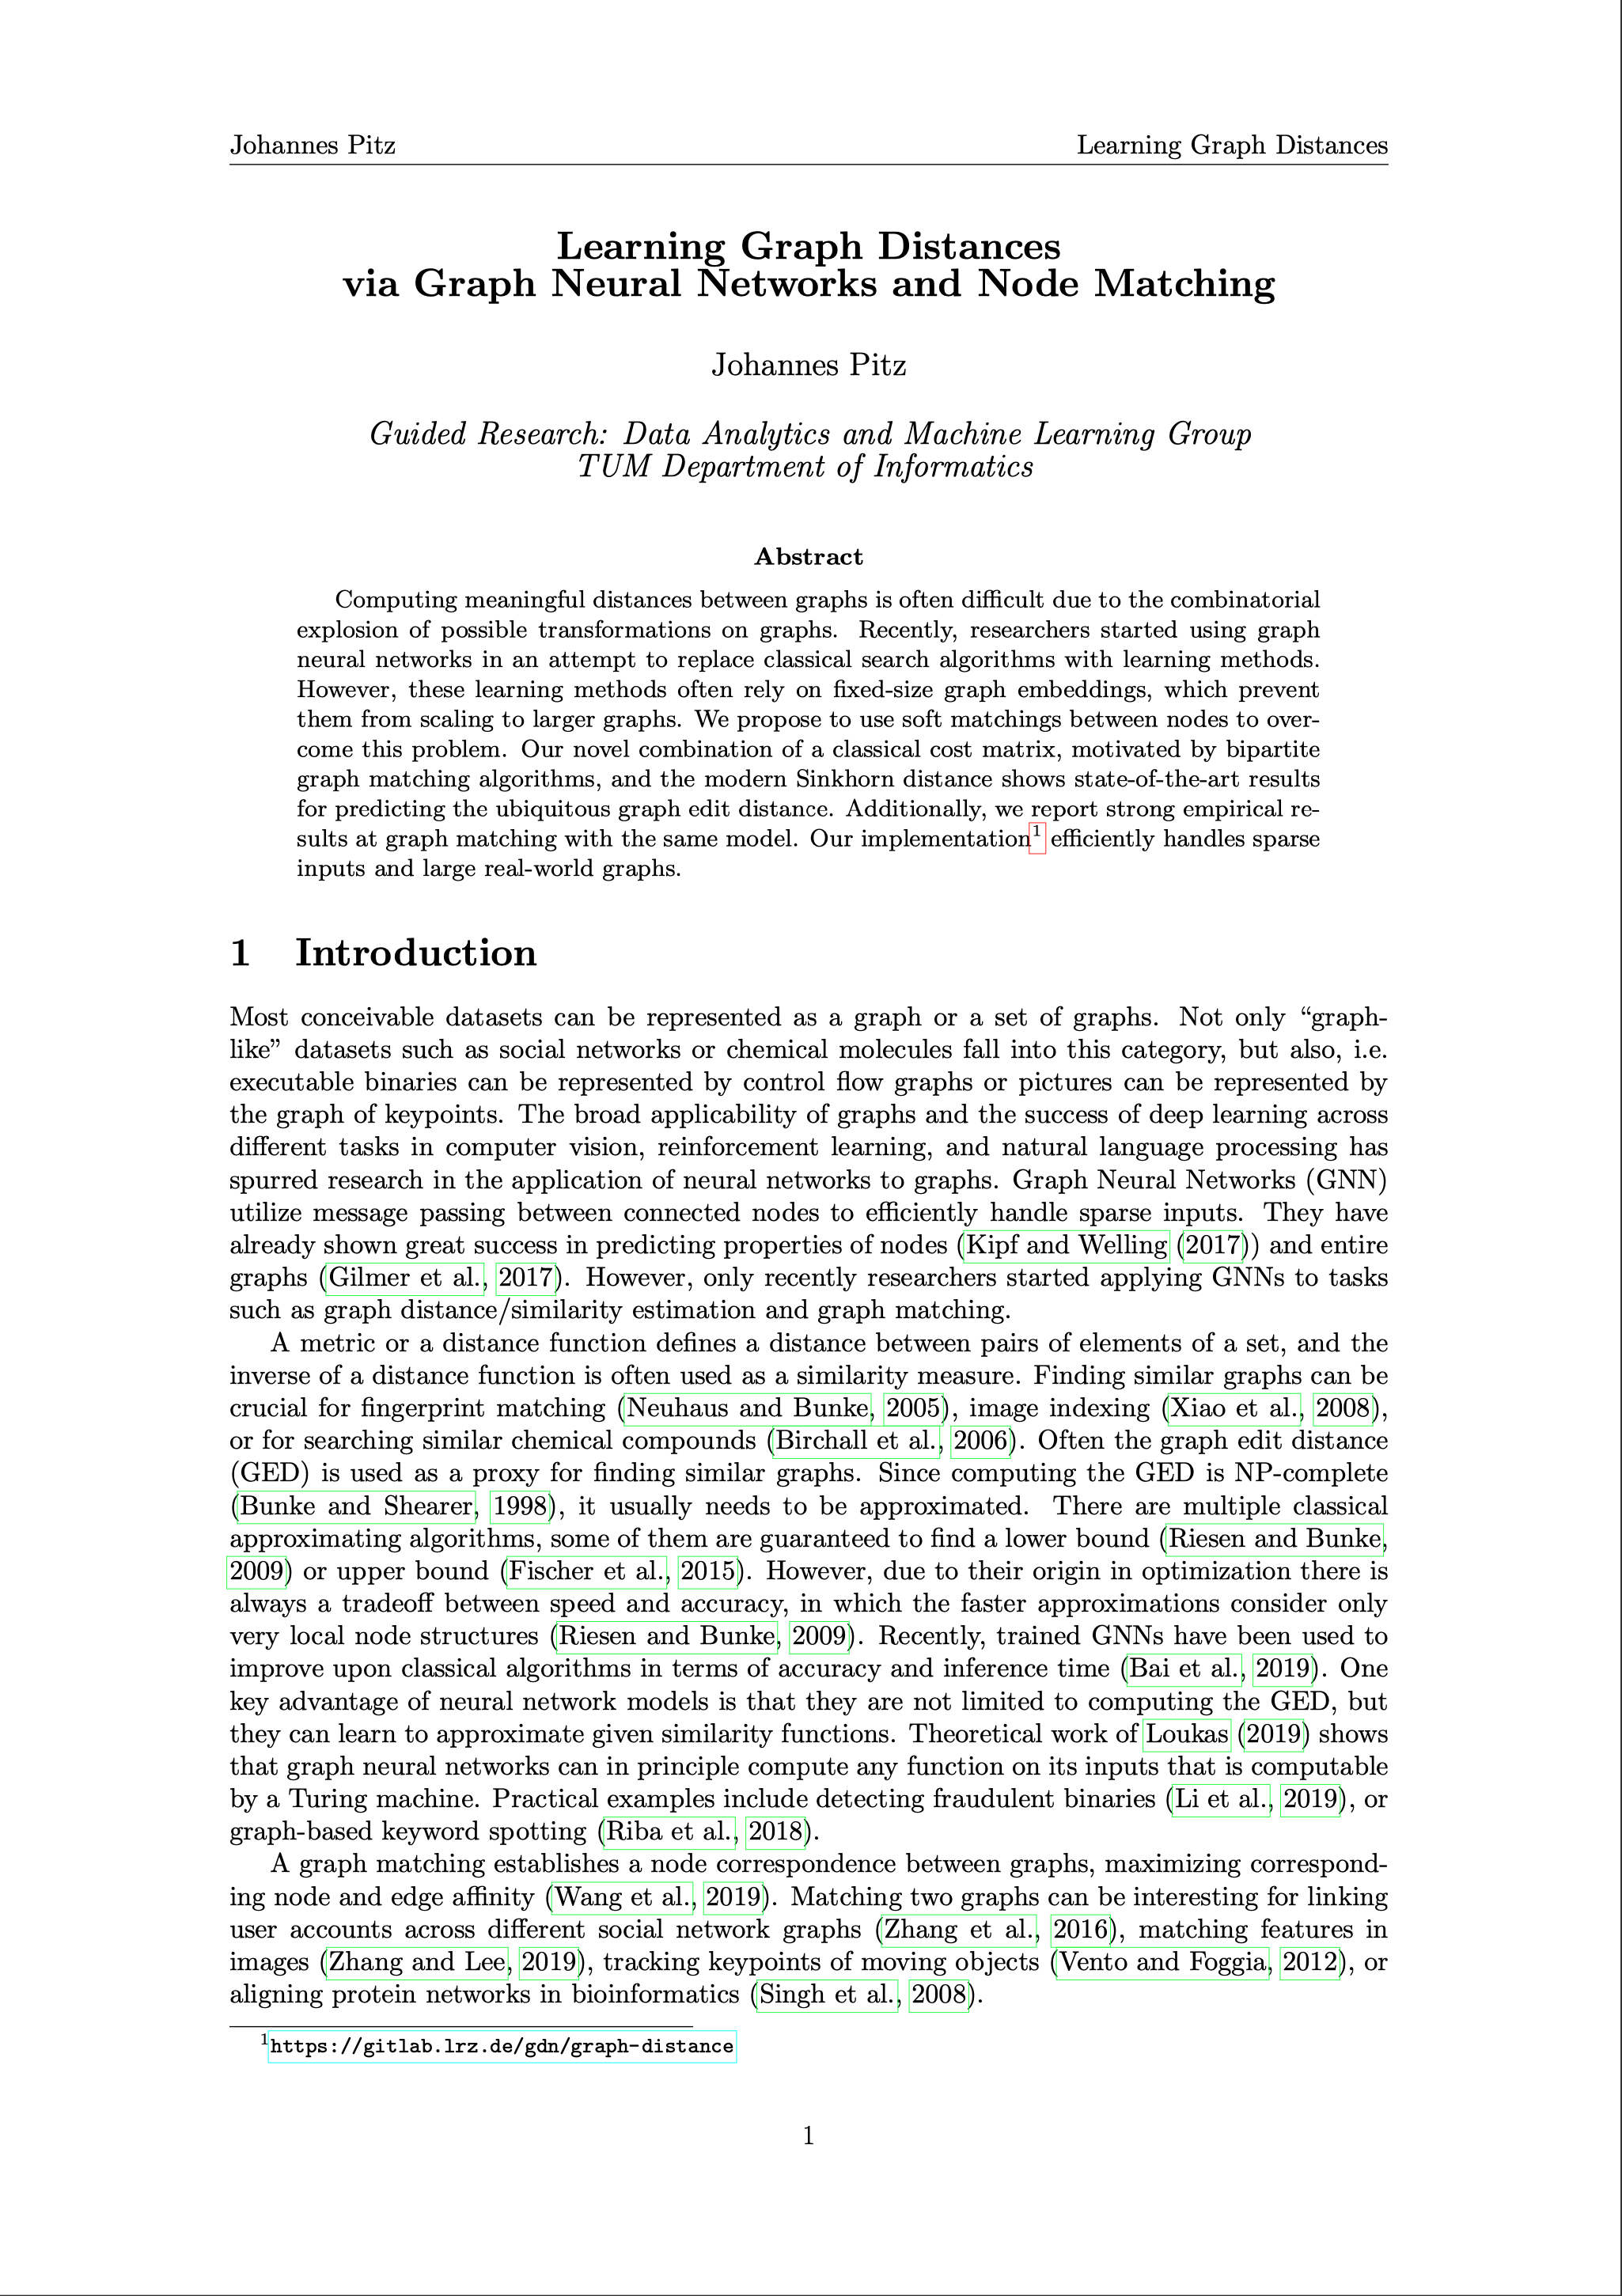 Johannes Pitz Learning Graph Distances
Learning Graph Distances
via Graph Neural Networks and Node Matching
Johannes Pitz
Guided Research: Data Analytics and Machine Learning Group
TUM Department of Informatics
Abstract
Computing meaningful distances between graphs is often difficult due to the combinatorial
explosion of possible transformations on graphs. Recently, researchers started using graph
neural networks in an attempt to replace classical search algorithms with learning methods.
However, these learning methods often rely on fixed-size graph embeddings, which prevent
them from scaling to larger graphs. We propose to use soft matchings between nodes to over-
come this problem. Our novel combination of a classical cost matrix, motivated by bipartite
graph matching algorithms, and the modern Sinkhorn distance shows state-of-the-art results
for predicting the ubiquitous graph edit distance. Additionally, we report strong empirical re-
sults at graph matching with the same model. Our implementation¹ efficiently handles sparse
inputs and large real-world graphs.
1 Introduction
Most conceivable datasets can be represented as a graph or a set of graphs. Not only “graph-
like” datasets such as social networks or chemical molecules fall into this category, but also, i.e.
executable binaries can be represented by control flow graphs or pictures can be represented by
the graph of keypoints. The broad applicability of graphs and the success of deep learning across
different tasks in computer vision, reinforcement learning, and natural language processing has
spurred research in the application of neural networks to graphs. Graph Neural Networks (GNN)
utilize message passing between connected nodes to efficiently handle sparse inputs. They have
already shown great success in predicting properties of nodes (Kipf and Welling (2017)) and entire
graphs (Gilmer et al., 2017). However, only recently researchers started applying GNNs to tasks
such as graph distance/similarity estimation and graph matching.
A metric or a distance function defines a distance between pairs of elements of a set, and the
inverse of a distance function is often used as a similarity measure. Finding similar graphs can be
crucial for fingerprint matching (Neuhaus and Bunke, 2005), image indexing (Xiao et al., 2008),
or for searching similar chemical compounds (Birchall et al., 2006). Often the graph edit distance
(GED) is used as a proxy for finding similar graphs. Since computing the GED is NP-complete
(Bunke and Shearer, 1998), it usually needs to be approximated. There are multiple classical
approximating algorithms, some of them are guaranteed to find a lower bound (Riesen and Bunke,
2009) or upper bound (Fischer et al., 2015). However, due to their origin in optimization there is
always a tradeoff between speed and accuracy, in which the faster approximations consider only
very local node structures (Riesen and Bunke, 2009). Recently, trained GNNs have been used to
improve upon classical algorithms in terms of accuracy and inference time (Bai et al., 2019). One
key advantage of neural network models is that they are not limited to computing the GED, but
they can learn to approximate given similarity functions. Theoretical work of Loukas (2019) shows
that graph neural networks can in principle compute any function on its inputs that is computable
by a Turing machine. Practical examples include detecting fraudulent binaries (Li et al., 2019), or
graph-based keyword spotting (Riba et al., 2018).
A graph matching establishes a node correspondence between graphs, maximizing correspond-
ing node and edge affinity (Wang et al., 2019). Matching two graphs can be interesting for linking
user accounts across different social network graphs (Zhang et al., 2016), matching features in
images (Zhang and Lee, 2019), tracking keypoints of moving objects (Vento and Foggia, 2012), or
aligning protein networks in bioinformatics (Singh et al., 2008).
¹https://gitlab.lrz.de/gdn/graph-distance
1